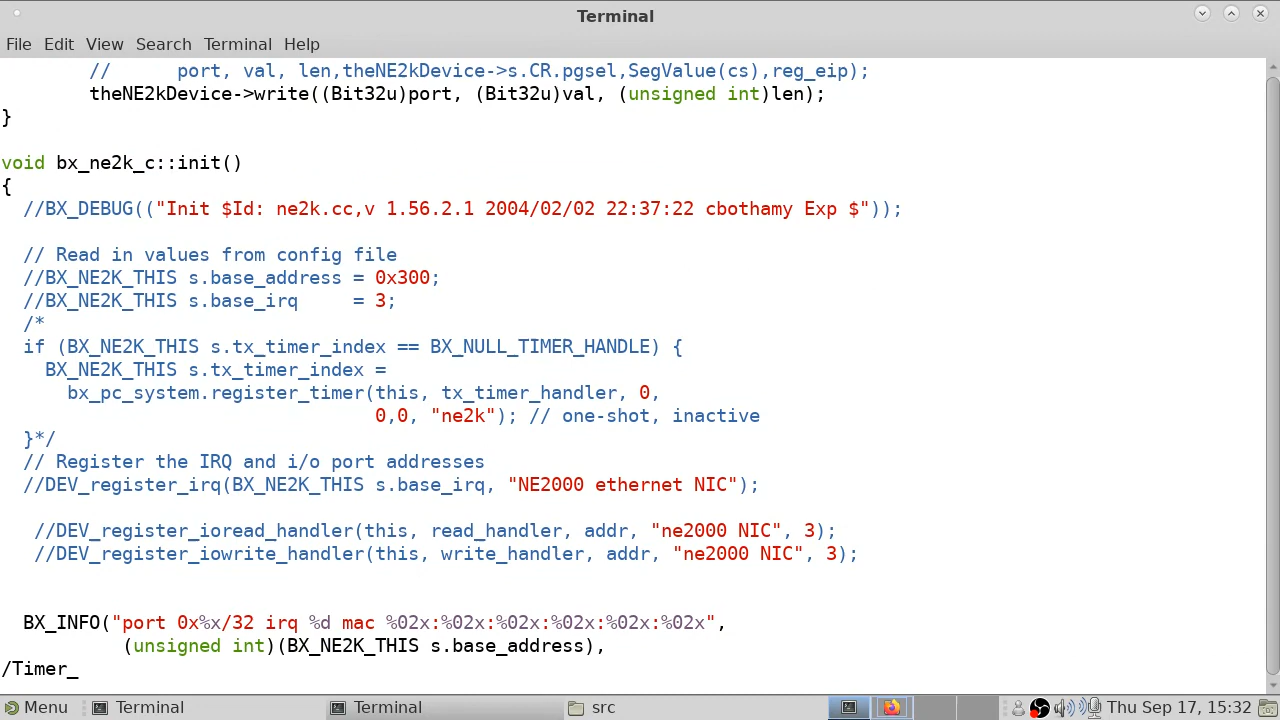 Terminal
File Edit View Search Terminal Help
        //      port, val, len,theNE2kDevice->s.CR.pgsel,SegValue(cs),reg_eip);
        theNE2kDevice->write((Bit32u)port, (Bit32u)val, (unsigned int)len);
}
void bx_ne2k_c::init()
{
  //BX_DEBUG(("Init $Id: ne2k.cc,v 1.56.2.1 2004/02/02 22:37:22 cbothamy Exp $"));
  // Read in values from config file
  //BX_NE2K_THIS s.base_address = 0x300;
  //BX_NE2K_THIS s.base_irq     = 3;
  /*
  if (BX_NE2K_THIS s.tx_timer_index == BX_NULL_TIMER_HANDLE) {
    BX_NE2K_THIS s.tx_timer_index =
      bx_pc_system.register_timer(this, tx_timer_handler, 0,
                                  0,0, "ne2k"); // one-shot, inactive
  }*/
  // Register the IRQ and i/o port addresses
  //DEV_register_irq(BX_NE2K_THIS s.base_irq, "NE2000 ethernet NIC");
   //DEV_register_ioread_handler(this, read_handler, addr, "ne2000 NIC", 3);
   //DEV_register_iowrite_handler(this, write_handler, addr, "ne2000 NIC", 3);
  BX_INFO("port 0x%x/32 irq %d mac %02x:%02x:%02x:%02x:%02x:%02x",
           (unsigned int)(BX_NE2K_THIS s.base_address),
/Timer_
Menu Terminal Terminal src Thu Sep 17, 15:32